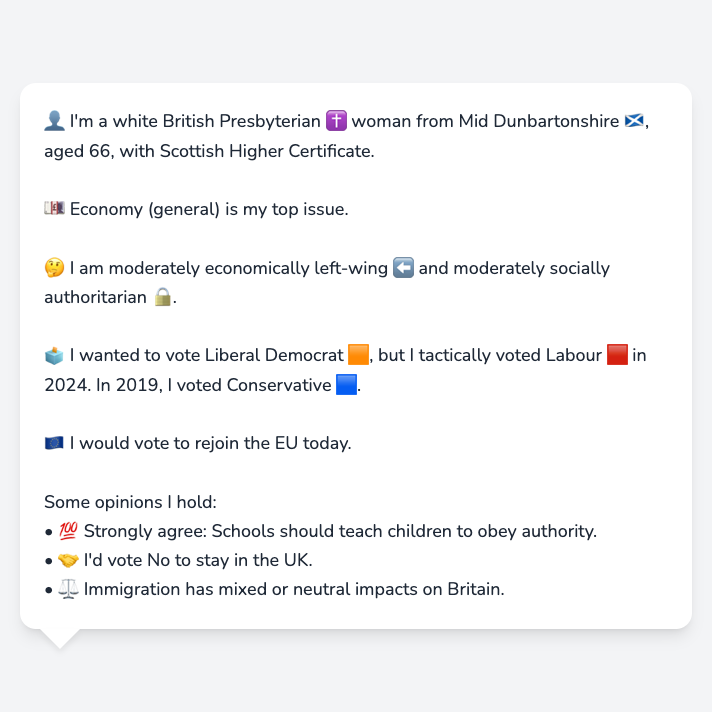 👤 I'm a white British Presbyterian ✝️ woman from Mid Dunbartonshire 🏴󠁧󠁢󠁳󠁣󠁴󠁿,
aged 66, with Scottish Higher Certificate.
💷 Economy (general) is my top issue.
🤔 I am moderately economically left-wing ⬅️ and moderately socially
authoritarian 🔒.
🗳️ I wanted to vote Liberal Democrat 🟧, but I tactically voted Labour 🟥 in
2024. In 2019, I voted Conservative 🟦.
🇪🇺 I would vote to rejoin the EU today.
Some opinions I hold:
• 💯 Strongly agree: Schools should teach children to obey authority.
• 🤝 I'd vote No to stay in the UK.
• ⚖️ Immigration has mixed or neutral impacts on Britain.